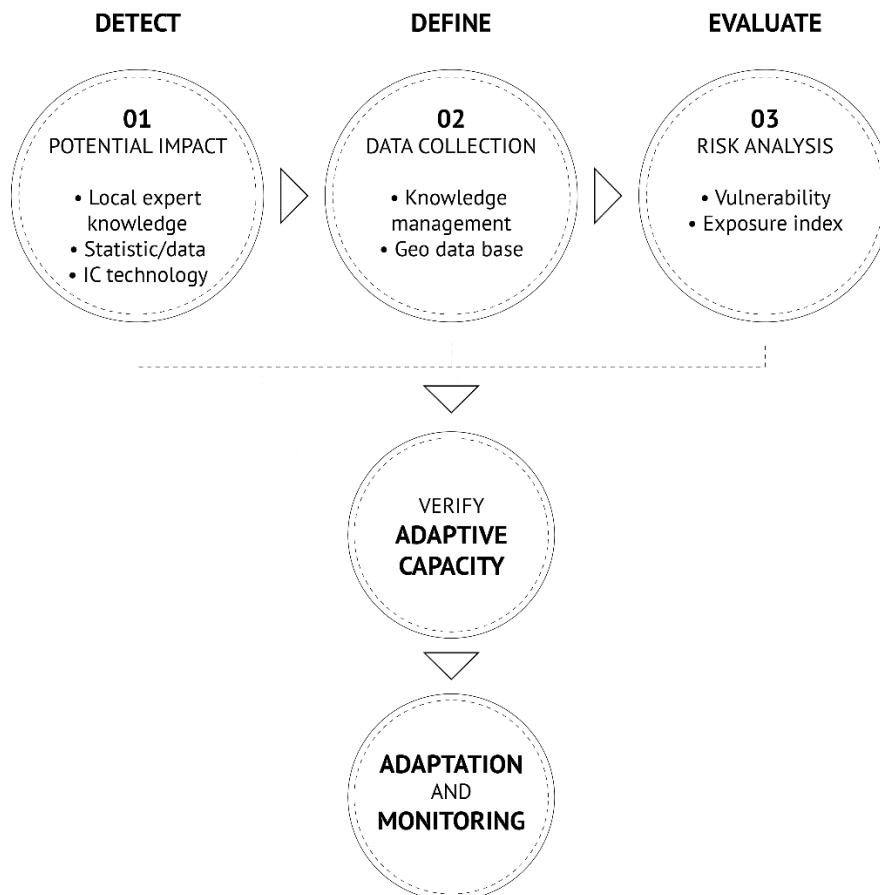 DETECT
DEFINE
EVALUATE
01
POTENTIAL IMPACT
• Local expert
knowledge
• Statistic/data
• IC technology
02
DATA COLLECTION
• Knowledge
management
• Geo data base
03
RISK ANALYSIS
• Vulnerability
• Exposure index
VERIFY
ADAPTIVE
CAPACITY
ADAPTATION
AND
MONITORING